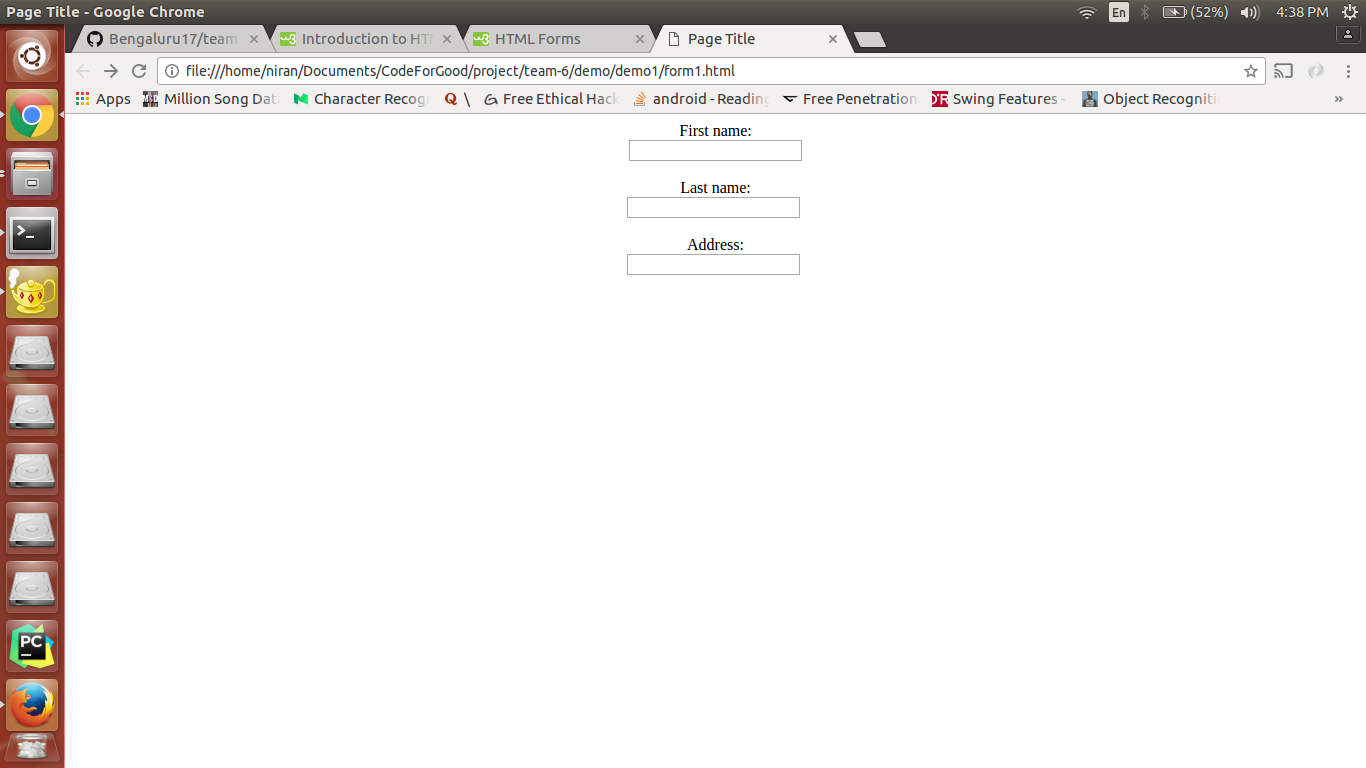 Page Title - Google Chrome
En
(52%)
4:38 PM
Bengaluru17/team
Introduction to HT
HTML Forms
Page Title
file:///home/niran/Documents/CodeForGood/project/team-6/demo/demo1/form1.html
Apps
Million Song Dat
Character Recog
Q \
Free Ethical Hack
android - Reading
Free Penetration
Swing Features -
Object Recogniti
»
First name:
Last name:
Address:
>_
PC